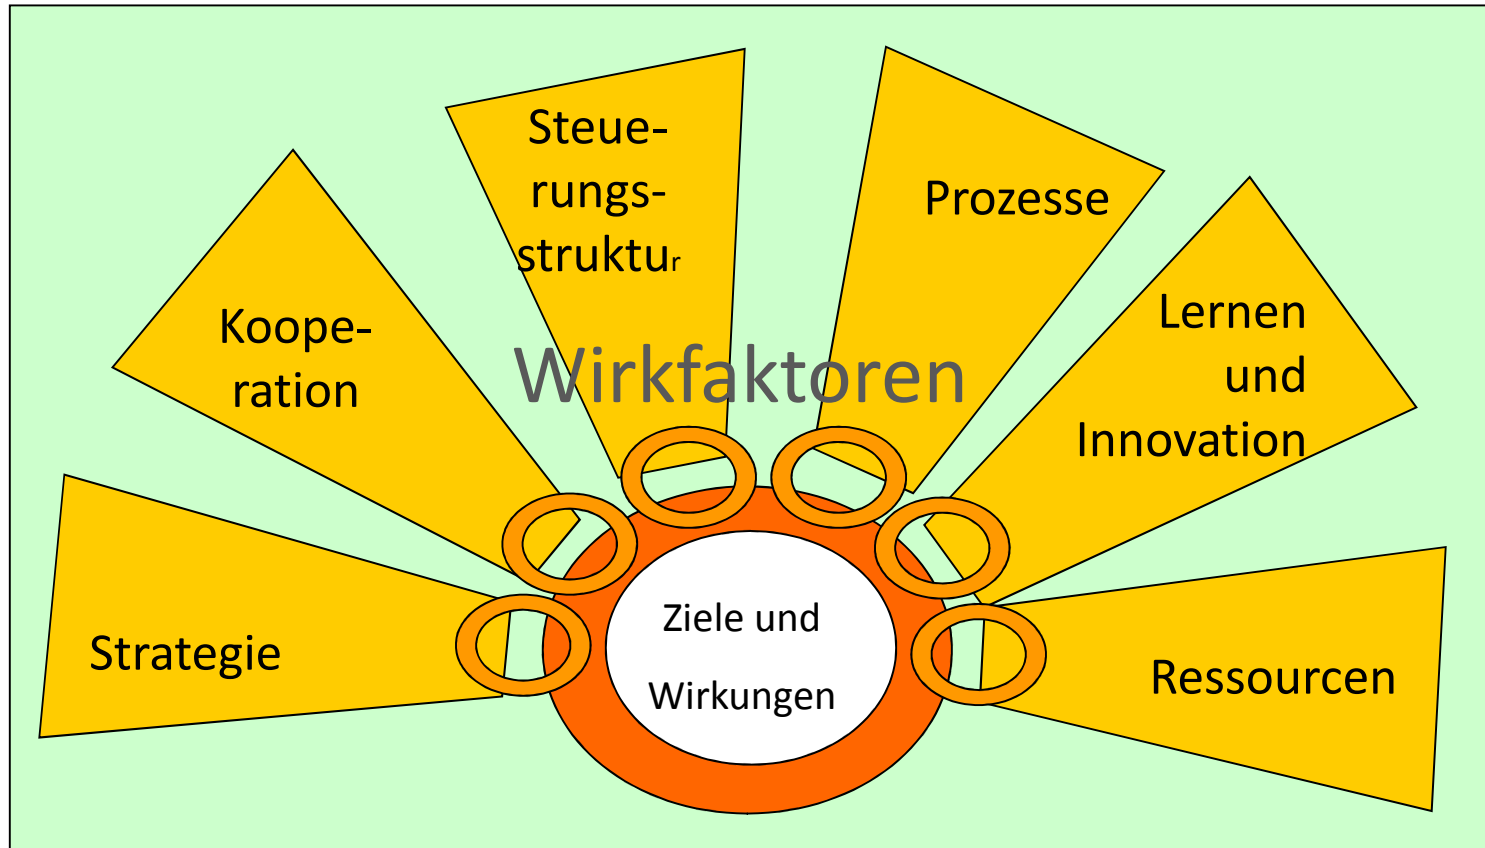 Steue-
rungs-
struktur
Prozesse
Koope-
ration
Lernen
und
Innovation
Wirkfaktoren
Strategie
Ziele und
Wirkungen
Ressourcen